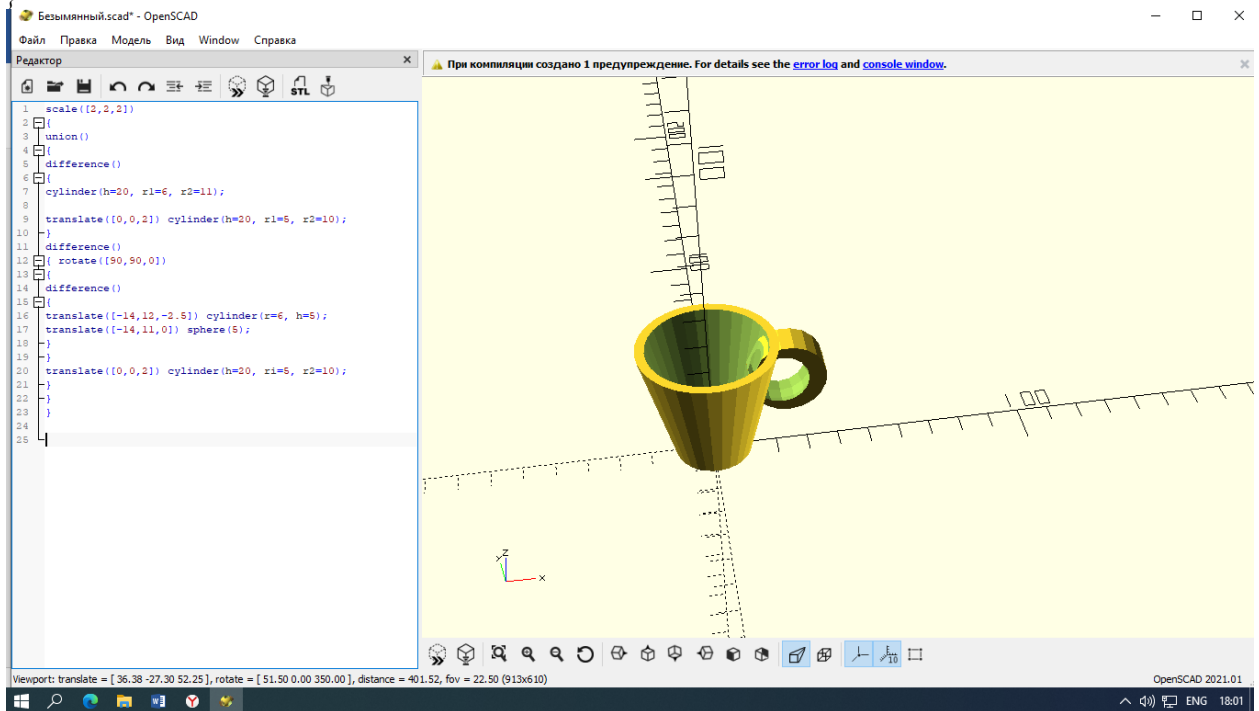 Безымянный.scad* - OpenSCAD
Файл Правка Модель Вид Window Справка
Редактор
При компиляции создано 1 предупреждение. For details see the error log and console window.
STL
1 scale([2,2,2])
2 {
3 union()
4 {
5 difference()
6 {
7 cylinder(h=20, r1=6, r2=11);
8
9 translate([0,0,2]) cylinder(h=20, r1=5, r2=10);
10 }
11 difference()
12 { rotate([90,90,0])
13 {
14 difference()
15 {
16 translate([-14,12,-2.5]) cylinder(r=6, h=5);
17 translate([-14,11,0]) sphere(5);
18 }
19 }
20 translate([0,0,2]) cylinder(h=20, ri=5, r2=10);
21 }
22 }
23 }
24
25
100
z
y
x
10
Viewport: translate = [ 36.38 -27.30 52.25 ], rotate = [ 51.50 0.00 350.00 ], distance = 401.52, fov = 22.50 (913x610)
OpenSCAD 2021.01
ENG 18:01